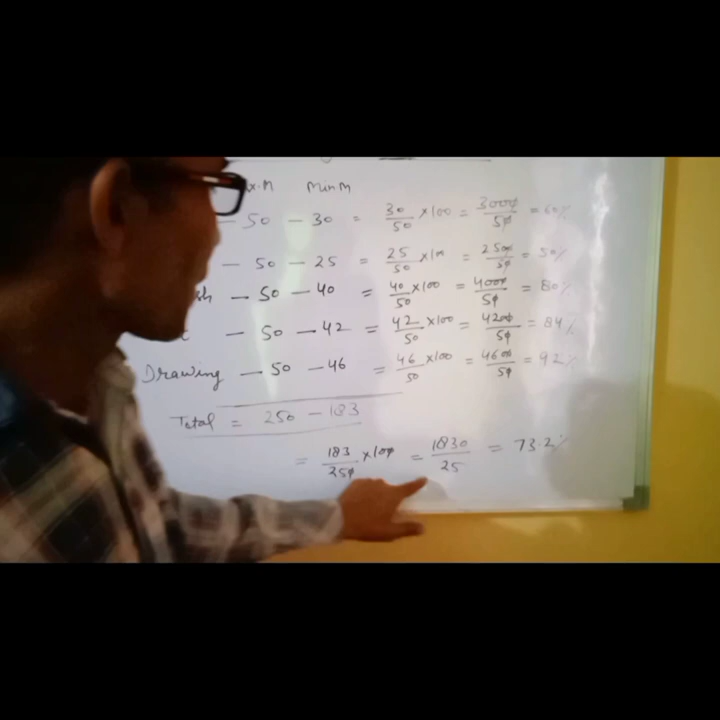 x.M Min M
- 50 - 30 = 30/50 × 100 = 3000/50 = 60%
- 50 - 25 = 25/50 × 100 = 2500/50 = 50%
sh - 50 - 40 = 40/50 × 100 = 4000/50 = 80%
- 50 - 42 = 42/50 × 100 = 4200/50 = 84%
Drawing - 50 - 46 = 46/50 × 100 = 4600/50 = 92%
Total = 250 - 183
= 183/250 × 100 = 1830/25 = 73.2%